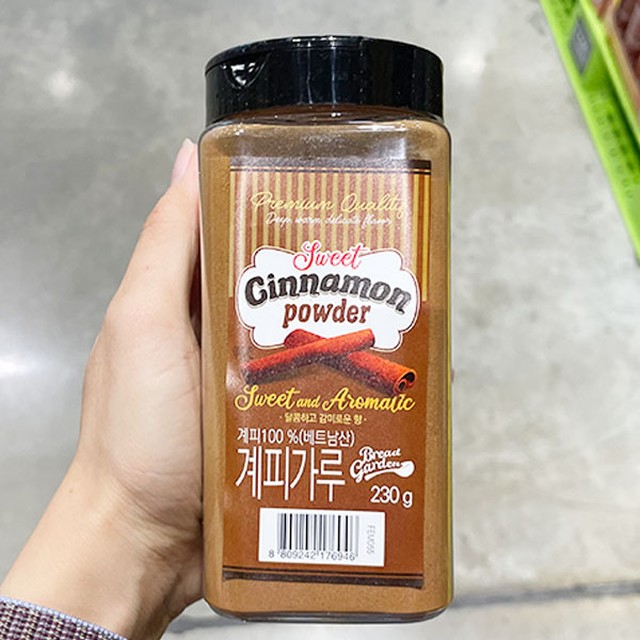 Premium Quality
Deep warm delicate flavor
Sweet
Cinnamon
powder
Sweet and Aromatic
· 달콤하고 감미로운 향 ·
계피100 %(베트남산)
계피가루
Bread
Garden
230 g
8 809242 176946
FEM065